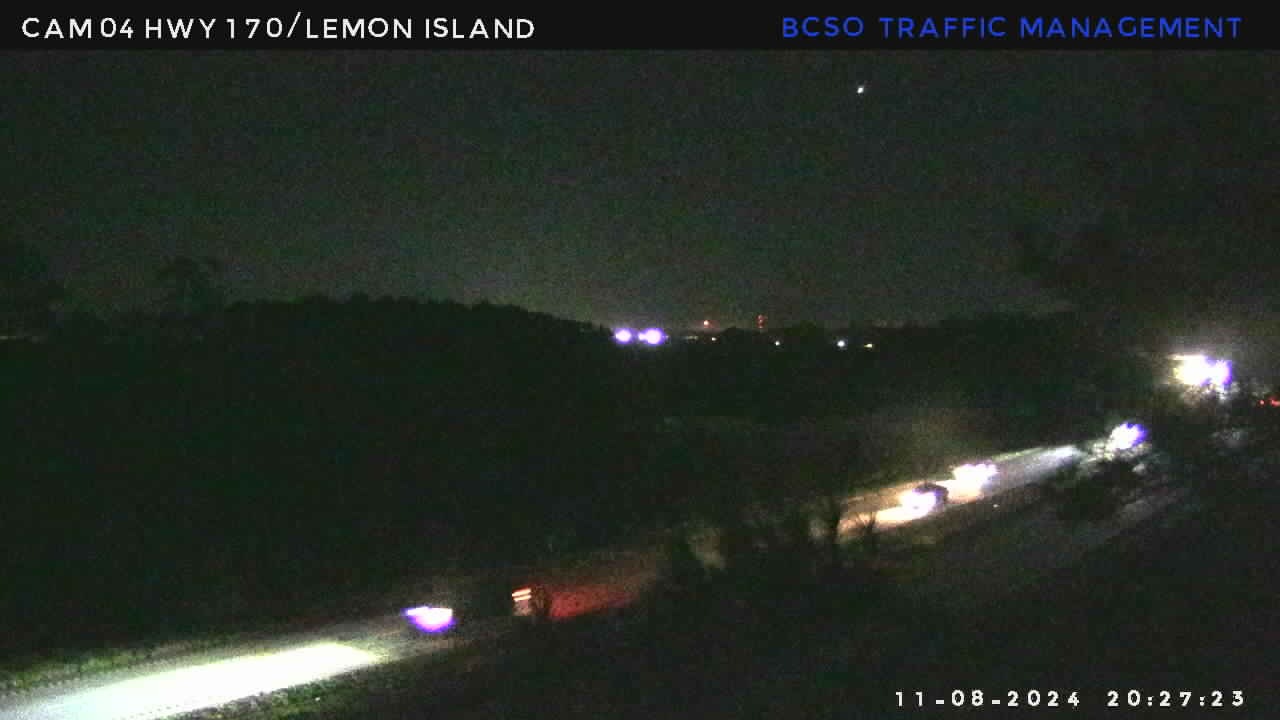 CAM04 HWY 170/LEMON ISLAND
BCSO TRAFFIC MANAGEMENT
11-08-2024 20:27:23